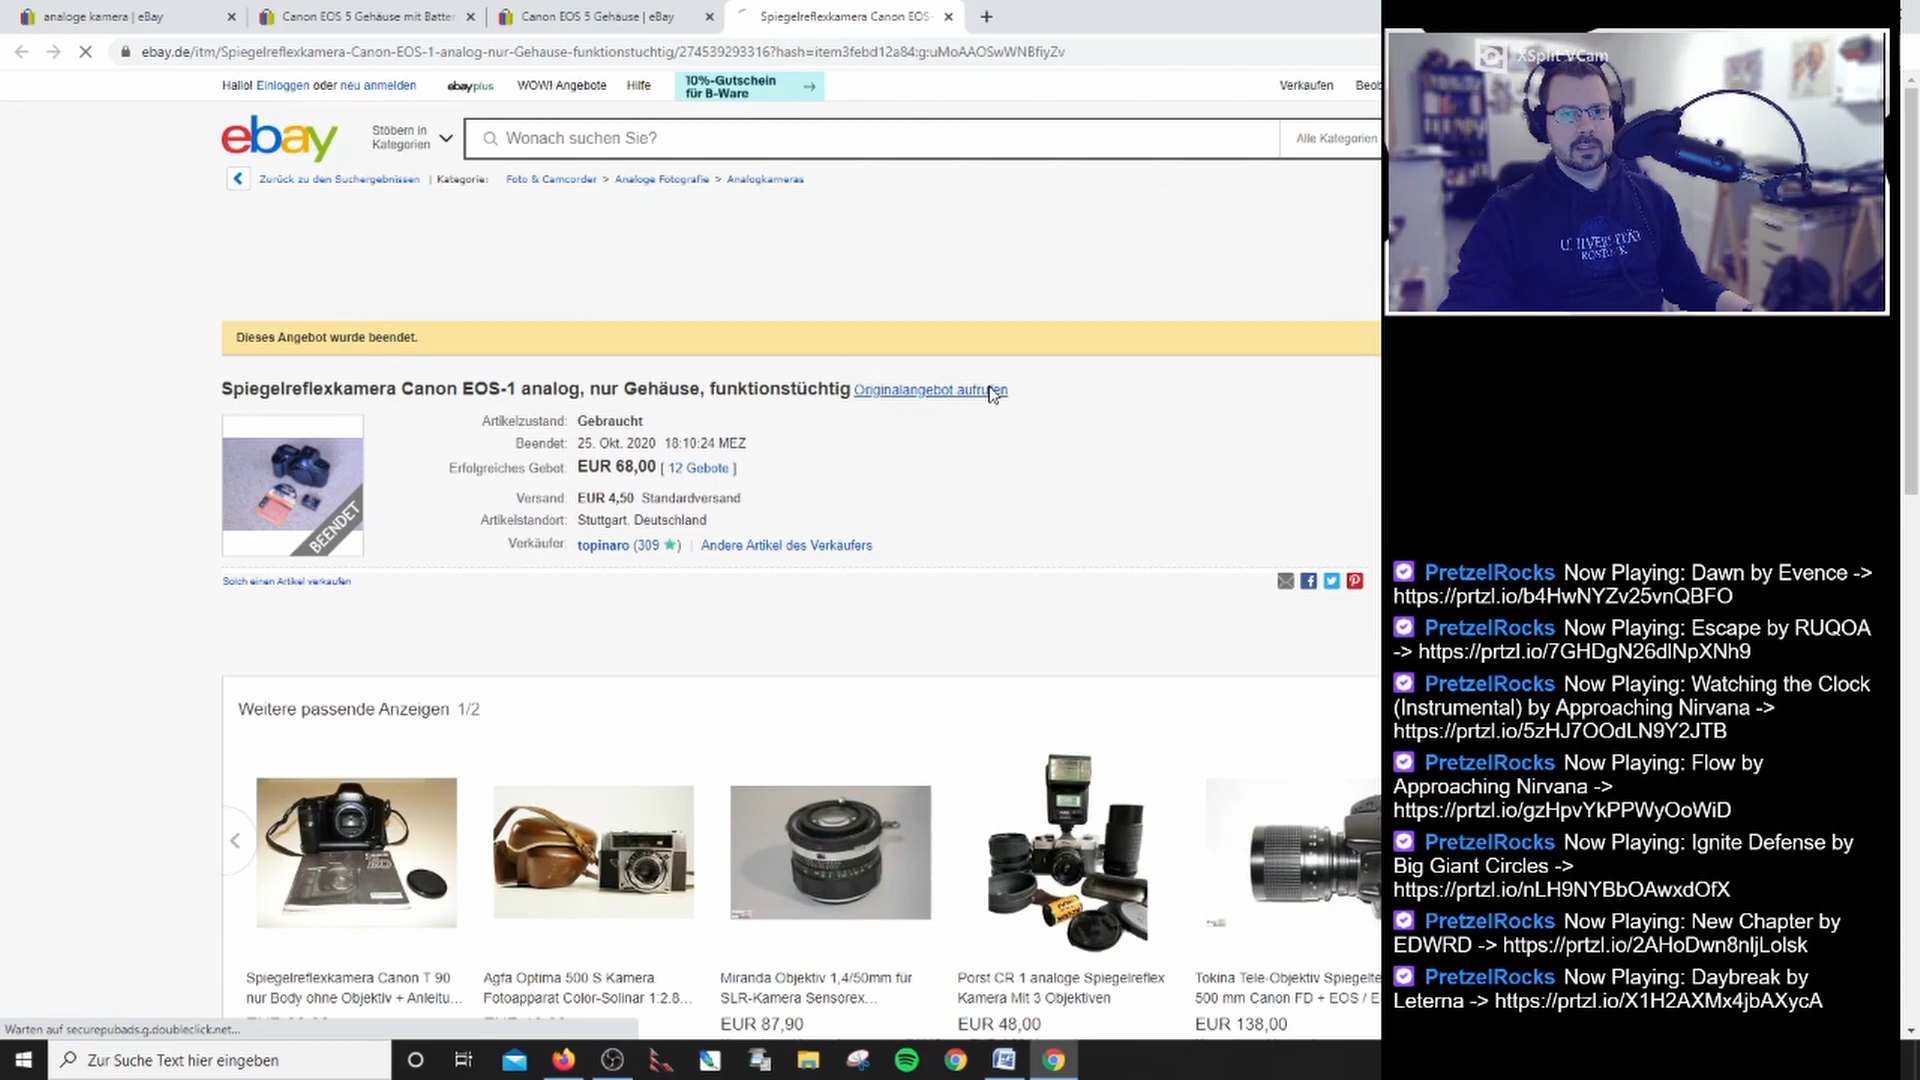 analoge kamera | eBay
Canon EOS 5 Gehäuse mit Batter
Canon EOS 5 Gehäuse | eBay
Spiegelreflexkamera Canon EOS-
ebay.de/itm/Spiegelreflexkamera-Canon-EOS-1-analog-nur-Gehause-funktionstuchtig/274539293316?hash=item3febd12a84:g:uMoAAOSwWNBfiyZv
Hallo! Einloggen oder neu anmelden
ebayplus
WOW! Angebote
Hilfe
10%-Gutschein
für B-Ware
Verkaufen
Beob
ebay
Stöbern in
Kategorien
Wonach suchen Sie?
Alle Kategorien
Zurück zu den Suchergebnissen | Kategorie: Foto & Camcorder > Analoge Fotografie > Analogkameras
Dieses Angebot wurde beendet.
Spiegelreflexkamera Canon EOS-1 analog, nur Gehäuse, funktionstüchtig Originalangebot aufrufen
Artikelzustand: Gebraucht
Beendet: 25. Okt. 2020 18:10:24 MEZ
Erfolgreiches Gebot: EUR 68,00 [ 12 Gebote ]
Versand: EUR 4,50 Standardversand
Artikelstandort: Stuttgart, Deutschland
Verkäufer: topinaro (309 ★) | Andere Artikel des Verkäufers
BEENDET
Solch einen Artikel verkaufen
Weitere passende Anzeigen 1/2
Spiegelreflexkamera Canon T 90
nur Body ohne Objektiv + Anleitu...
Agfa Optima 500 S Kamera
Fotoapparat Color-Solinar 1:2.8...
EUR 87,90
Miranda Objektiv 1,4/50mm für
SLR-Kamera Sensorex...
Porst CR 1 analoge Spiegelreflex
Kamera Mit 3 Objektiven
EUR 48,00
Tokina Tele-Objektiv Spiegelte
500 mm Canon FD + EOS / E
EUR 138,00
Warten auf securepubads.g.doubleclick.net...
Zur Suche Text hier eingeben
XSplit VCam
PretzelRocks Now Playing: Dawn by Evence ->
https://prtzl.io/b4HwNYZv25vnQBFO
PretzelRocks Now Playing: Escape by RUQOA
-> https://prtzl.io/7GHDgN26dlNpXNh9
PretzelRocks Now Playing: Watching the Clock
(Instrumental) by Approaching Nirvana ->
https://prtzl.io/5zHJ7OOdLN9Y2JTB
PretzelRocks Now Playing: Flow by
Approaching Nirvana ->
https://prtzl.io/gzHpvYkPPWyOoWiD
PretzelRocks Now Playing: Ignite Defense by
Big Giant Circles ->
https://prtzl.io/nLH9NYBbOAwxdOfX
PretzelRocks Now Playing: New Chapter by
EDWRD -> https://prtzl.io/2AHoDwn8nljLolsk
PretzelRocks Now Playing: Daybreak by
Leterna -> https://prtzl.io/X1H2AXMx4jbAXycA